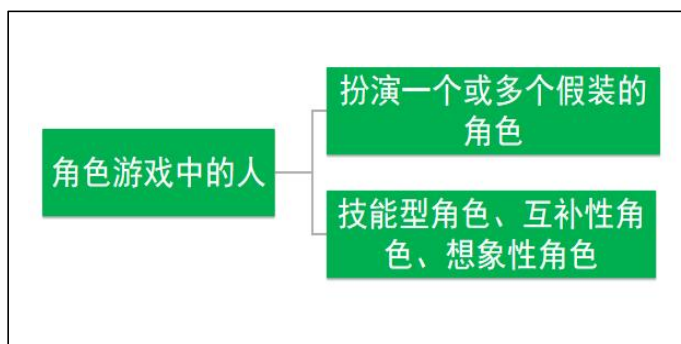 角色游戏中的人
扮演一个或多个假装的
角色
技能型角色、互补性角
色、想象性角色